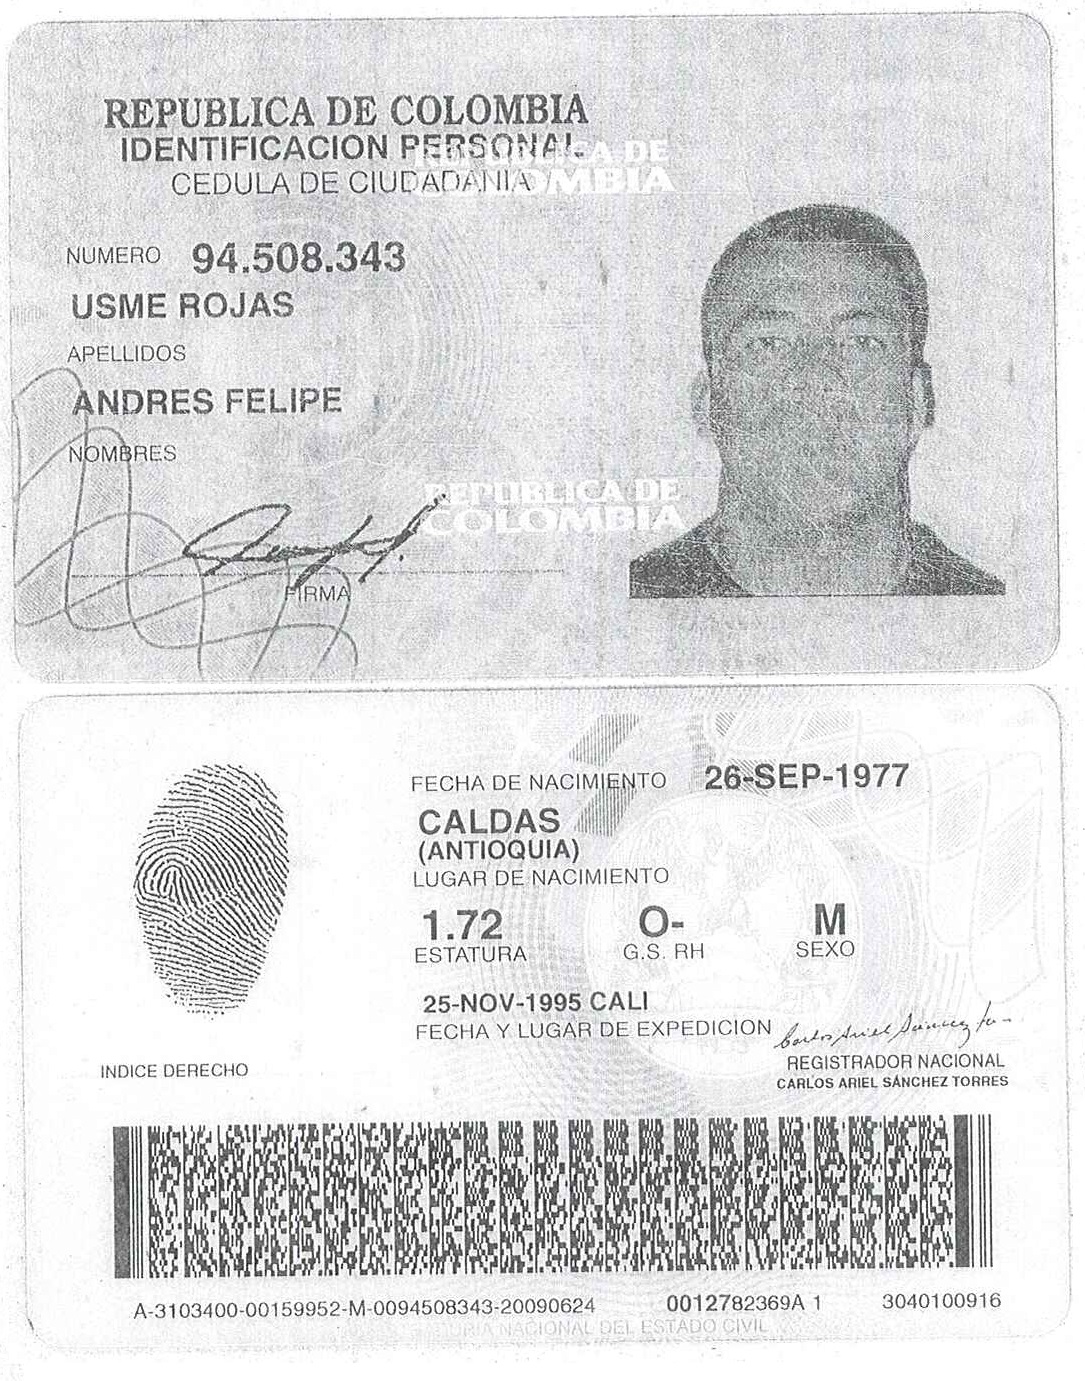 REPUBLICA DE COLOMBIA
IDENTIFICACION PERSONAL
CEDULA DE CIUDADANIA
REPUBLICA DE
COLOMBIA
NUMERO 94.508.343
USME ROJAS
APELLIDOS
ANDRES FELIPE
NOMBRES
REPUBLICA DE
COLOMBIA
FIRMA
FECHA DE NACIMIENTO 26-SEP-1977
CALDAS
(ANTIOQUIA)
LUGAR DE NACIMIENTO
1.72 O- M
ESTATURA G.S. RH SEXO
25-NOV-1995 CALI
FECHA Y LUGAR DE EXPEDICION
INDICE DERECHO
REGISTRADOR NACIONAL
CARLOS ARIEL SÁNCHEZ TORRES
A-3103400-00159952-M-0094508343-20090624 0012782369A 1 3040100916
NACIONAL DEL ESTADO CIVIL